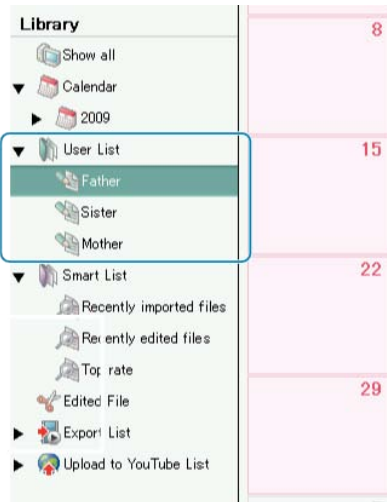 Library
8
Show all
Calendar
2009
User List
15
Father
Sister
Mother
Smart List
22
Recently imported files
Recently edited files
Top rate
Edited File
29
Export List
Upload to YouTube List